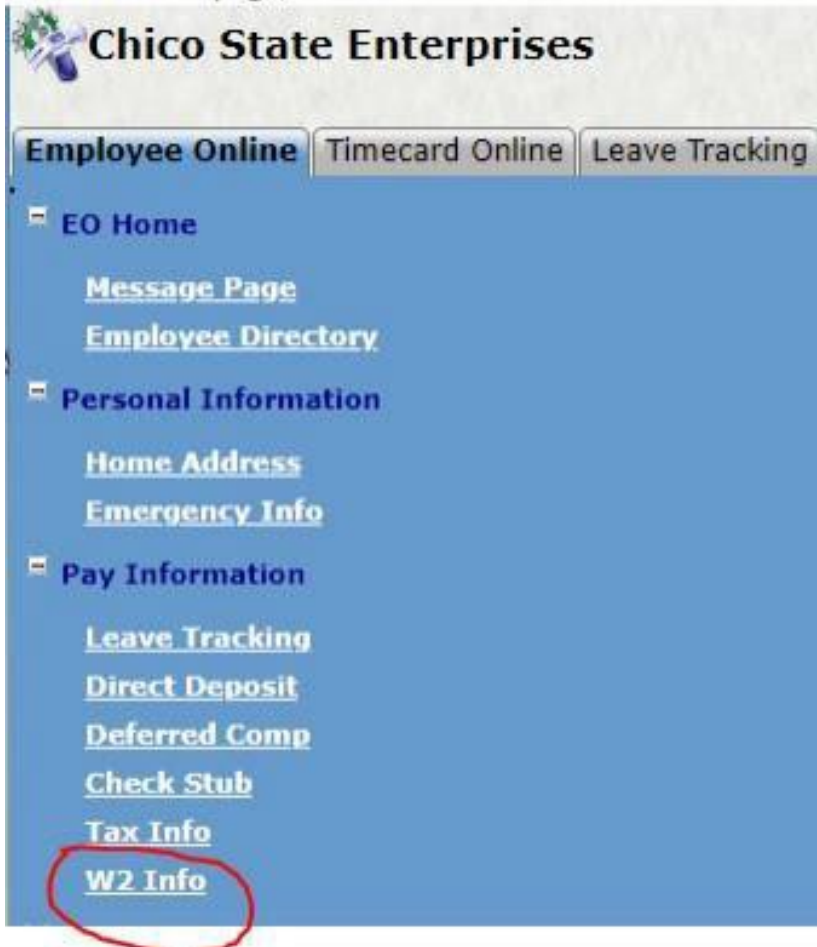 Chico State Enterprises
Employee Online Timecard Online Leave Tracking
EO Home
Message Page
Employee Directory
Personal Information
Home Address
Emergency Info
Pay Information
Leave Tracking
Direct Deposit
Deferred Comp
Check Stub
Tax Info
W2 Info